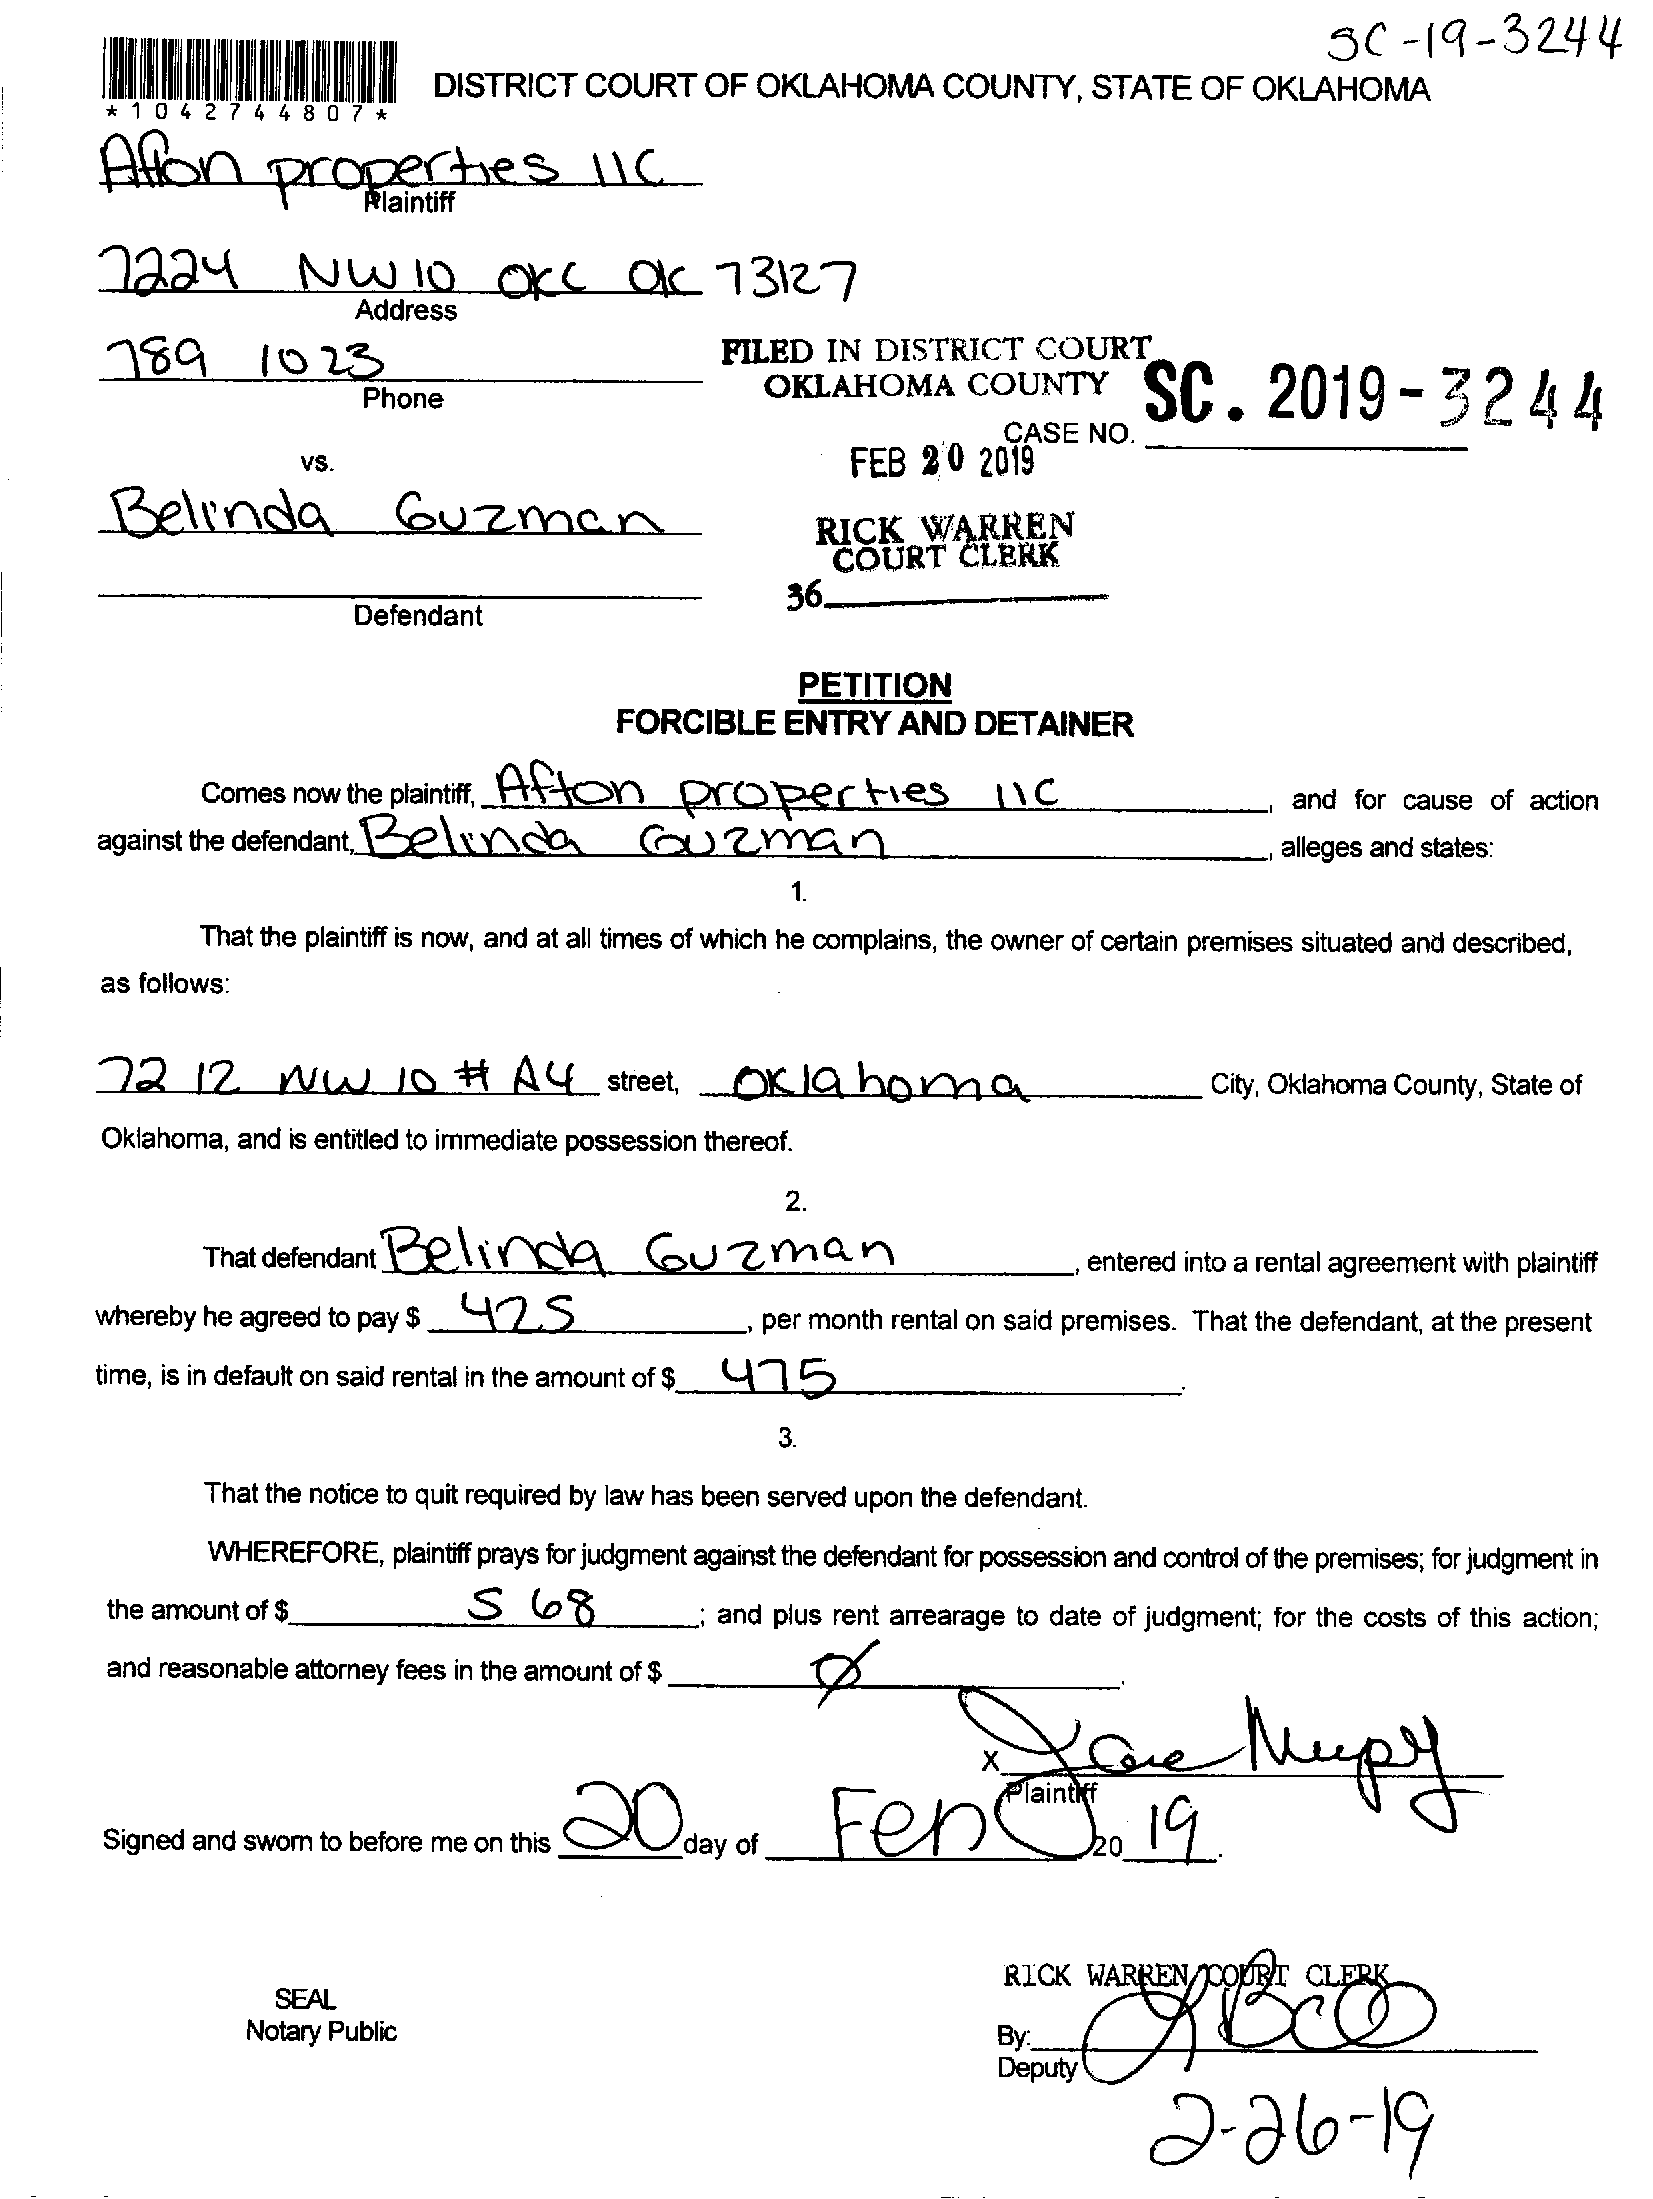 SC-19-3244
*1042744807*
DISTRICT COURT OF OKLAHOMA COUNTY, STATE OF OKLAHOMA
Afton properties llC
Plaintiff
7224 NW 10 OKC OK 73127
Address
789 1023
Phone
FILED IN DISTRICT COURT
OKLAHOMA COUNTY
SC. 2019-3244
CASE NO.
FEB 20 2019
vs.
Belinda Guzman
RICK WARREN
COURT CLERK
36
Defendant
PETITION
FORCIBLE ENTRY AND DETAINER
Comes now the plaintiff, Afton properties llC, and for cause of action
against the defendant, Belinda Guzman, alleges and states:
1.
That the plaintiff is now, and at all times of which he complains, the owner of certain premises situated and described,
as follows:
7212 NW 10 # A4 street, Oklahoma City, Oklahoma County, State of
Oklahoma, and is entitled to immediate possession thereof.
2.
That defendant Belinda Guzman, entered into a rental agreement with plaintiff
whereby he agreed to pay $ 425, per month rental on said premises. That the defendant, at the present
time, is in default on said rental in the amount of $ 475.
3.
That the notice to quit required by law has been served upon the defendant.
WHEREFORE, plaintiff prays for judgment against the defendant for possession and control of the premises; for judgment in
the amount of $ 568; and plus rent arrearage to date of judgment; for the costs of this action;
and reasonable attorney fees in the amount of $ Ø.
X
Plaintiff
Signed and sworn to before me on this 20 day of Feb 20 19.
RICK WARREN, COURT CLERK
SEAL
Notary Public
By:
Deputy
2-26-19